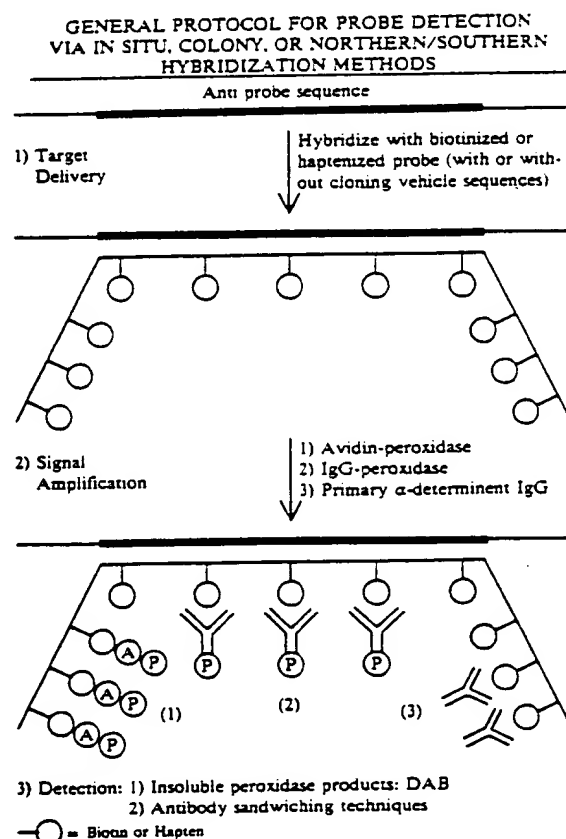 GENERAL PROTOCOL FOR PROBE DETECTION
VIA IN SITU, COLONY, OR NORTHERN/SOUTHERN
HYBRIDIZATION METHODS
Anti probe sequence
1) Target
Delivery
Hybridize with biotinized or
haptenized probe (with or with-
out cloning vehicle sequences)
2) Signal
Amplification
1) Avidin-peroxidase
2) IgG-peroxidase
3) Primary α-determinent IgG
A P
A P
A P
P
P
P
(1)
(2)
(3)
3) Detection: 1) Insoluble peroxidase products: DAB
2) Antibody sandwiching techniques
= Biotin or Hapten